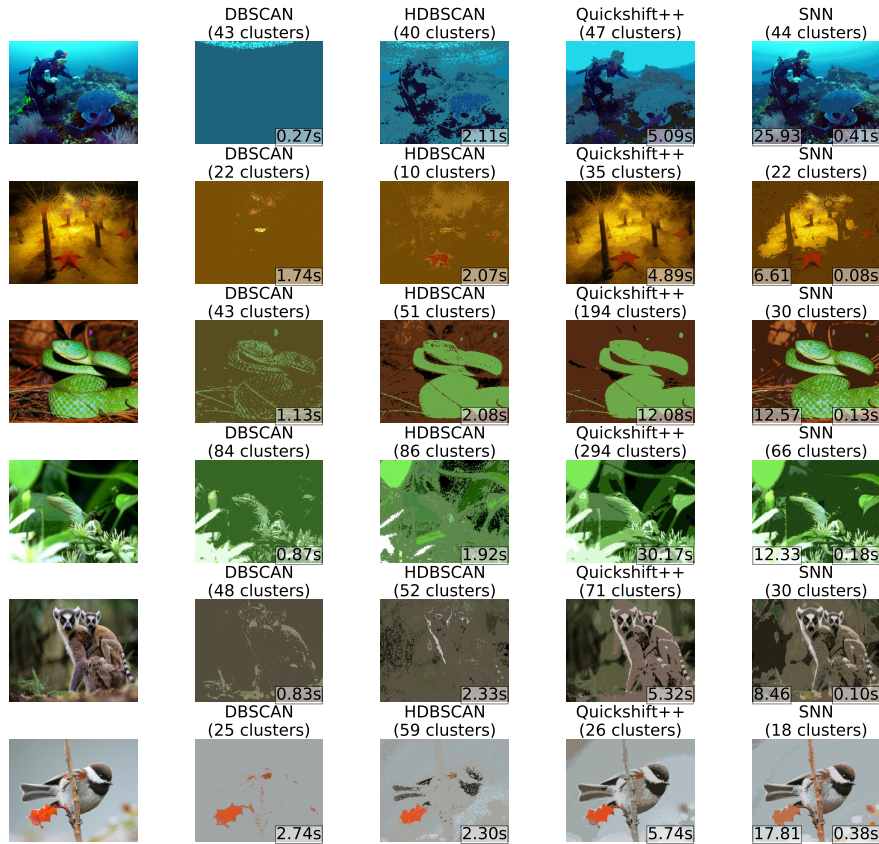 DBSCAN
(43 clusters)
HDBSCAN
(40 clusters)
Quickshift++
(47 clusters)
SNN
(44 clusters)
0.27s
2.11s
5.09s
25.93
0.41s
DBSCAN
(22 clusters)
HDBSCAN
(10 clusters)
Quickshift++
(35 clusters)
SNN
(22 clusters)
1.74s
2.07s
4.89s
6.61
0.08s
DBSCAN
(43 clusters)
HDBSCAN
(51 clusters)
Quickshift++
(194 clusters)
SNN
(30 clusters)
1.13s
2.08s
12.08s
12.57
0.13s
DBSCAN
(84 clusters)
HDBSCAN
(86 clusters)
Quickshift++
(294 clusters)
SNN
(66 clusters)
0.87s
1.92s
30.17s
12.33
0.18s
DBSCAN
(48 clusters)
HDBSCAN
(52 clusters)
Quickshift++
(71 clusters)
SNN
(30 clusters)
0.83s
2.33s
5.32s
8.46
0.10s
DBSCAN
(25 clusters)
HDBSCAN
(59 clusters)
Quickshift++
(26 clusters)
SNN
(18 clusters)
2.74s
2.30s
5.74s
17.81
0.38s